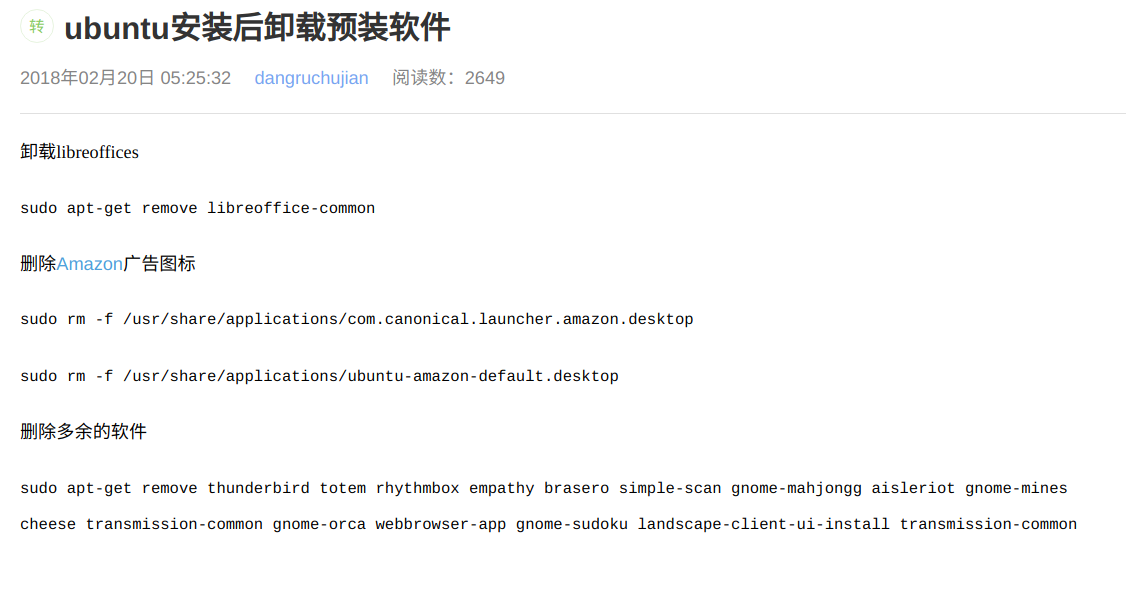 转 ubuntu安装后卸载预装软件
2018年02月20日 05:25:32 dangruchujian 阅读数：2649
卸载libreoffices
sudo apt-get remove libreoffice-common
删除Amazon广告图标
sudo rm -f /usr/share/applications/com.canonical.launcher.amazon.desktop
sudo rm -f /usr/share/applications/ubuntu-amazon-default.desktop
删除多余的软件
sudo apt-get remove thunderbird totem rhythmbox empathy brasero simple-scan gnome-mahjongg aisleriot gnome-mines
cheese transmission-common gnome-orca webbrowser-app gnome-sudoku landscape-client-ui-install transmission-common